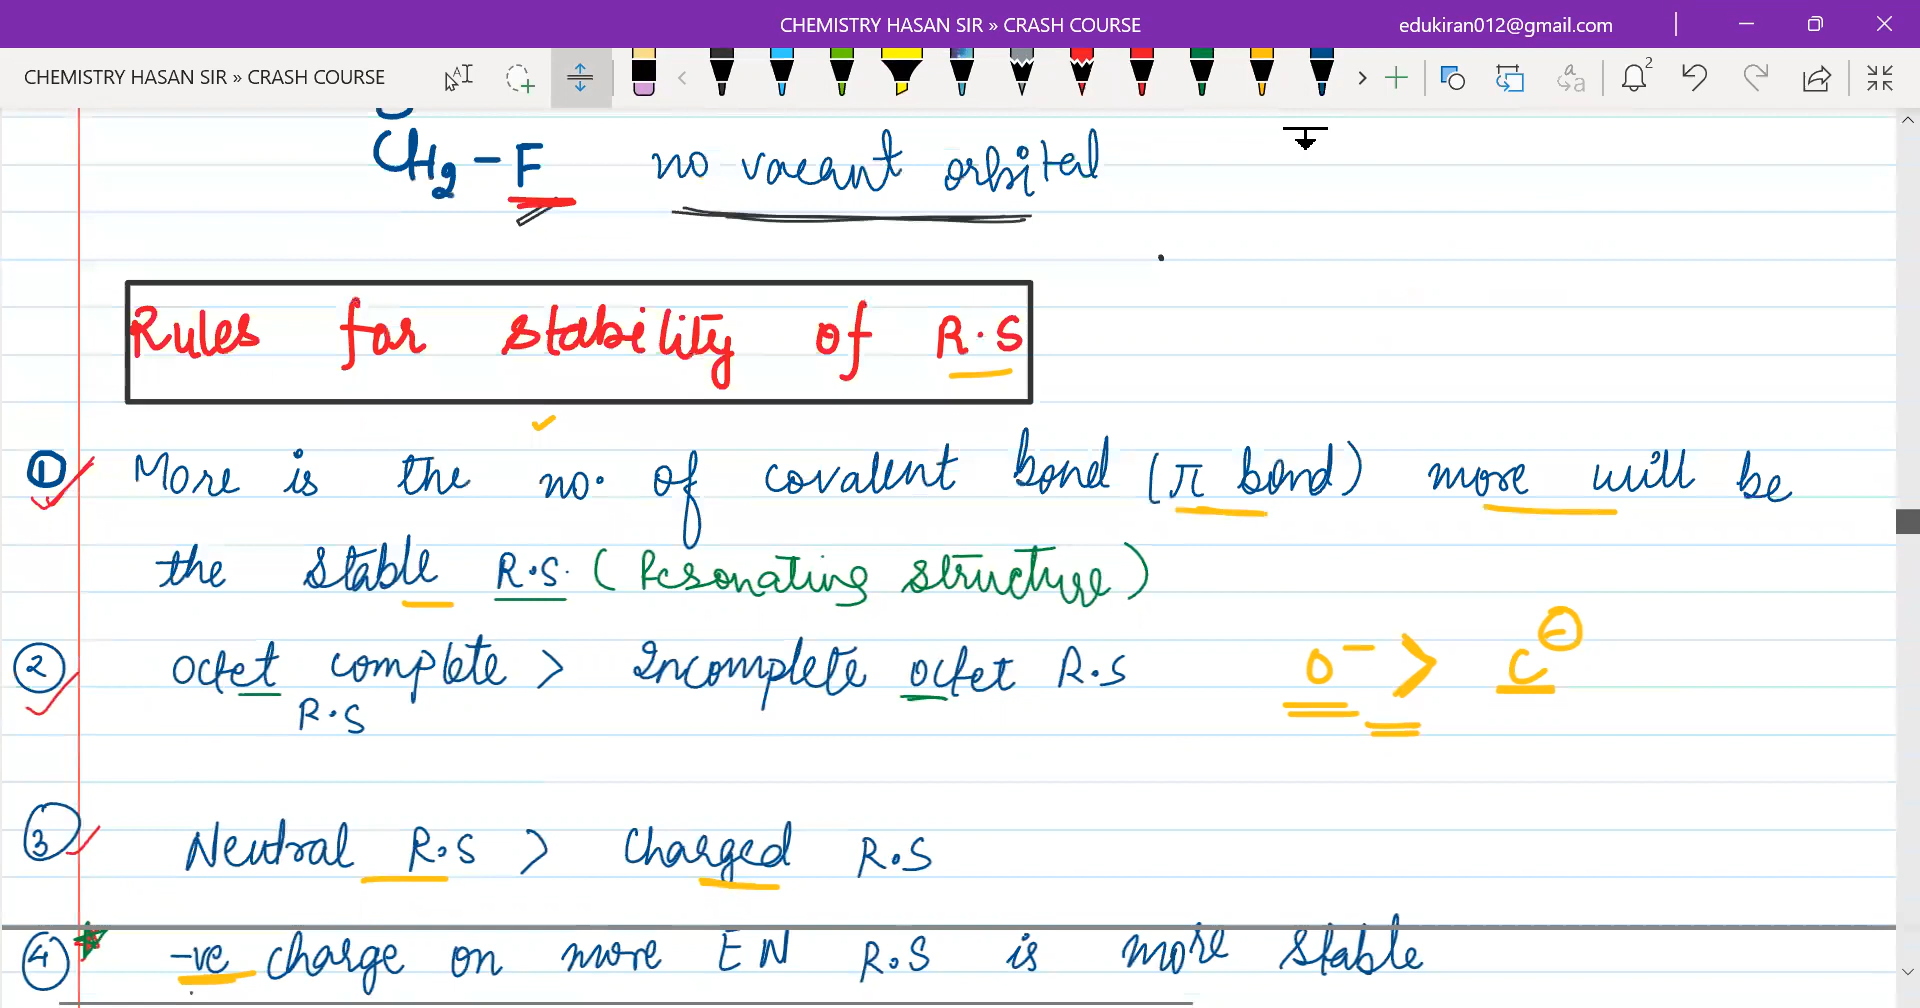 CHEMISTRY HASAN SIR » CRASH COURSE
edukiran012@gmail.com
CHEMISTRY HASAN SIR » CRASH COURSE
2
CH2 - F no vacant orbital
Rules for stability of R.S
① More is the no. of covalent bond (π bond) more will be
the stable R.S. (Resonating structure)
② octet complete > Incomplete octet R.S O⁻ > C⊖
R.S
③ Neutral R.S > Charged R.S
④ -ve charge on more EN R.S is more stable